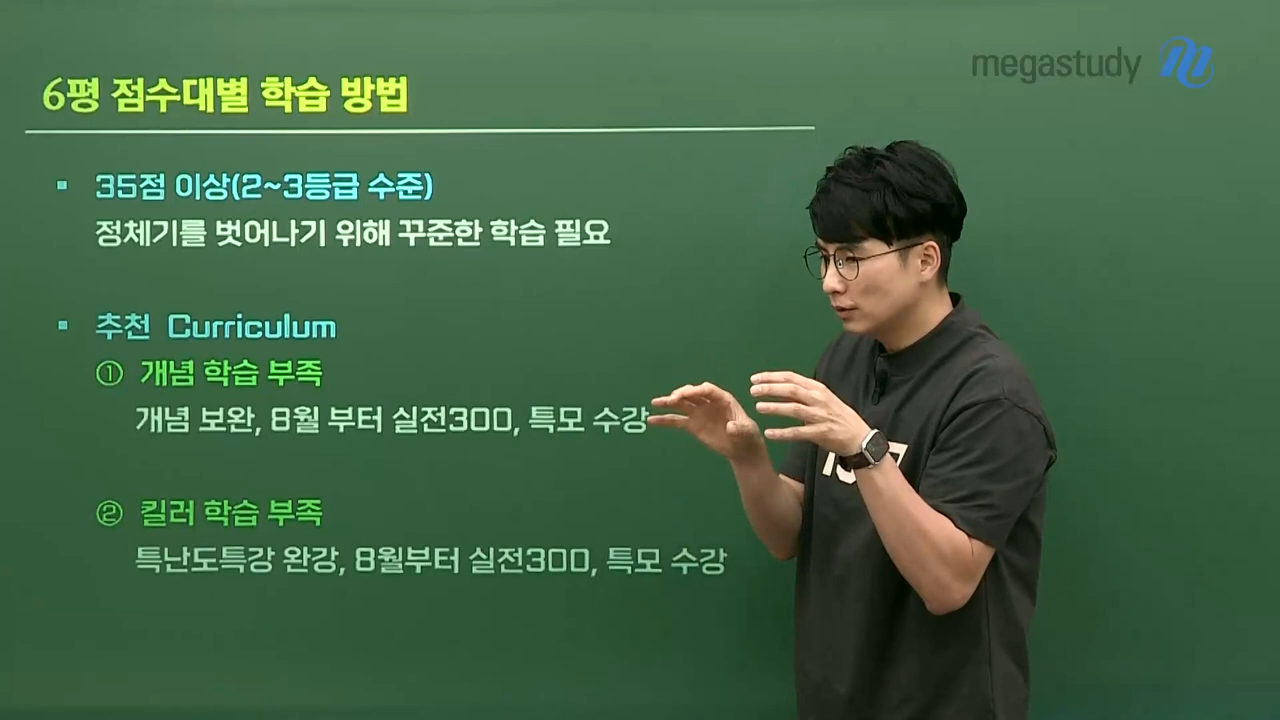 megastudy
6평 점수대별 학습 방법
35점 이상(2~3등급 수준)
정체기를 벗어나기 위해 꾸준한 학습 필요
추천 Curriculum
① 개념 학습 부족
개념 보완, 8월 부터 실전300, 특모 수강
② 킬러 학습 부족
특난도특강 완강, 8월부터 실전300, 특모 수강